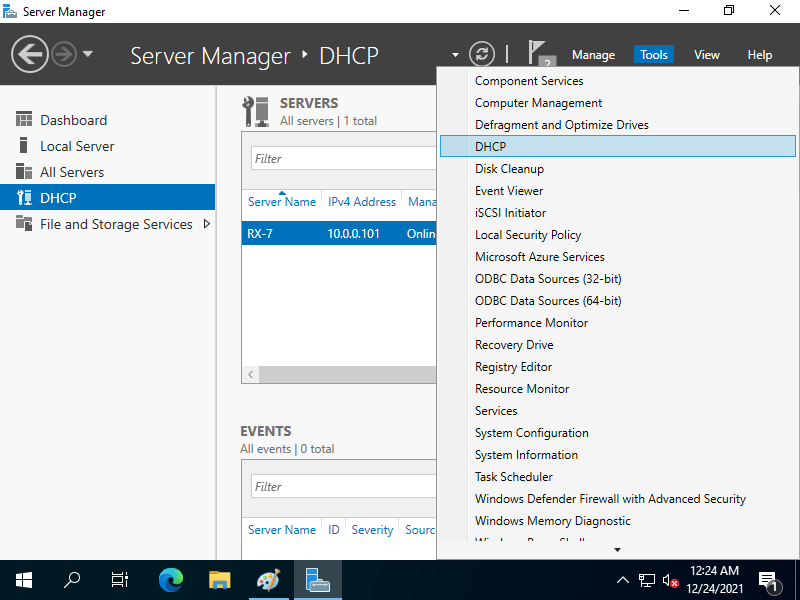 Server Manager
Server Manager ‣ DHCP
2
Manage
Tools
View
Help
Dashboard
Local Server
All Servers
DHCP
File and Storage Services
SERVERS
All servers | 1 total
Filter
Server Name
IPv4 Address
Mana
RX-7
10.0.0.101
Onlin
EVENTS
All events | 0 total
Filter
Server Name
ID
Severity
Sourc
Component Services
Computer Management
Defragment and Optimize Drives
DHCP
Disk Cleanup
Event Viewer
iSCSI Initiator
Local Security Policy
Microsoft Azure Services
ODBC Data Sources (32-bit)
ODBC Data Sources (64-bit)
Performance Monitor
Recovery Drive
Registry Editor
Resource Monitor
Services
System Configuration
System Information
Task Scheduler
Windows Defender Firewall with Advanced Security
Windows Memory Diagnostic
12:24 AM
12/24/2021
1